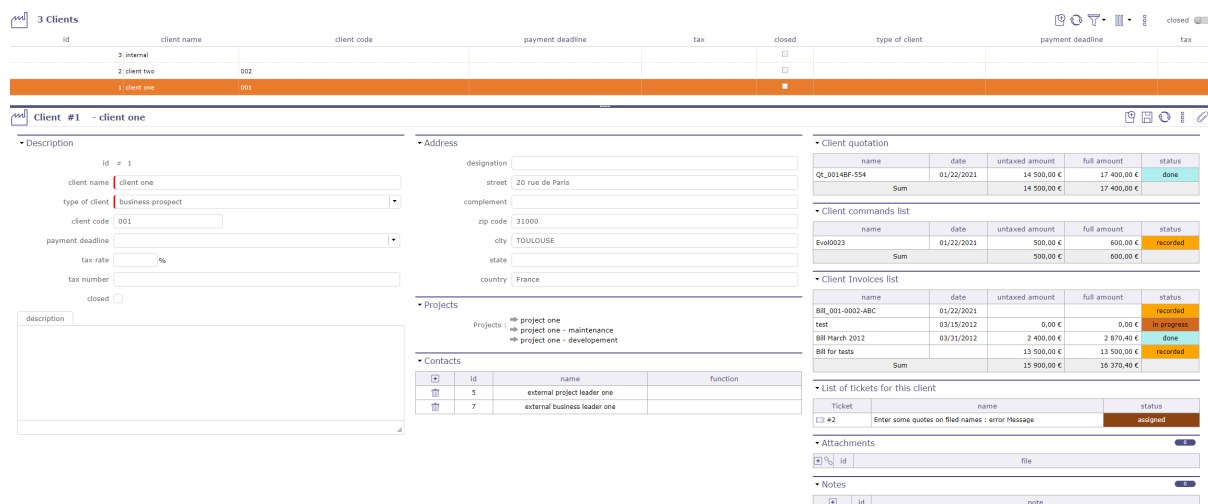 3 Clients
closed
id client name client code payment deadline tax closed type of client payment deadline tax
3 internal
2 client two 002
1 client one 001
Client #1 - client one
Description
id # 1
client name client one
type of client business prospect
client code 001
payment deadline
tax rate %
tax number
closed
description
Address
designation
street 20 rue de Paris
complement
zip code 31000
city TOULOUSE
state
country France
Projects
Projects : project one
project one - maintenance
project one - developement
Contacts
id name function
5 external project leader one
7 external business leader one
Client quotation
name date untaxed amount full amount status
Qt_0014BF-554 01/22/2021 14 500,00 € 17 400,00 € done
Sum 14 500,00 € 17 400,00 €
Client commands list
name date untaxed amount full amount status
Evol0023 01/22/2021 500,00 € 600,00 € recorded
Sum 500,00 € 600,00 €
Client Invoices list
name date untaxed amount full amount status
Bill_001-0002-ABC 01/22/2021 recorded
test 03/15/2012 0,00 € 0,00 € in progress
Bill March 2012 03/31/2012 2 400,00 € 2 870,40 € done
Bill for tests 13 500,00 € 13 500,00 € recorded
Sum 15 900,00 € 16 370,40 €
List of tickets for this client
Ticket name status
#2 Enter some quotes on filed names : error Message assigned
Attachments 0
id file
Notes 0
id note